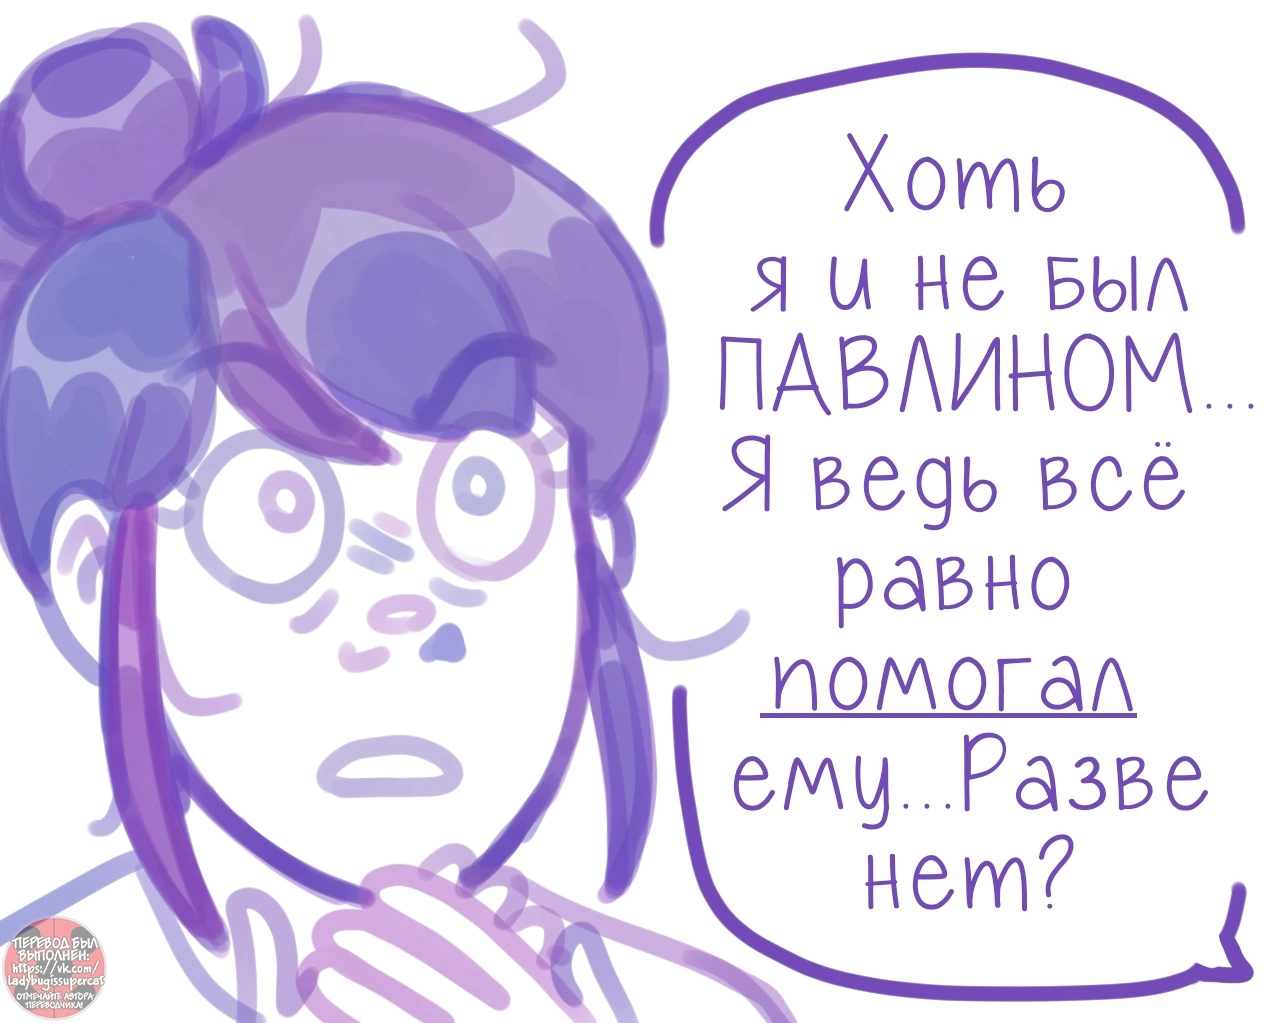 Хоть
я и не был
ПАВЛИНОМ...
Я ведь всё
равно
помогал
ему...Разве
нет?
ПЕРЕВОД БЫЛ
ВЫПОЛНЕН:
https://vk.com/
ladybugissupercat
ОТМЕЧАЙТЕ АВТОРА
ПЕРЕВОДЧИКА!